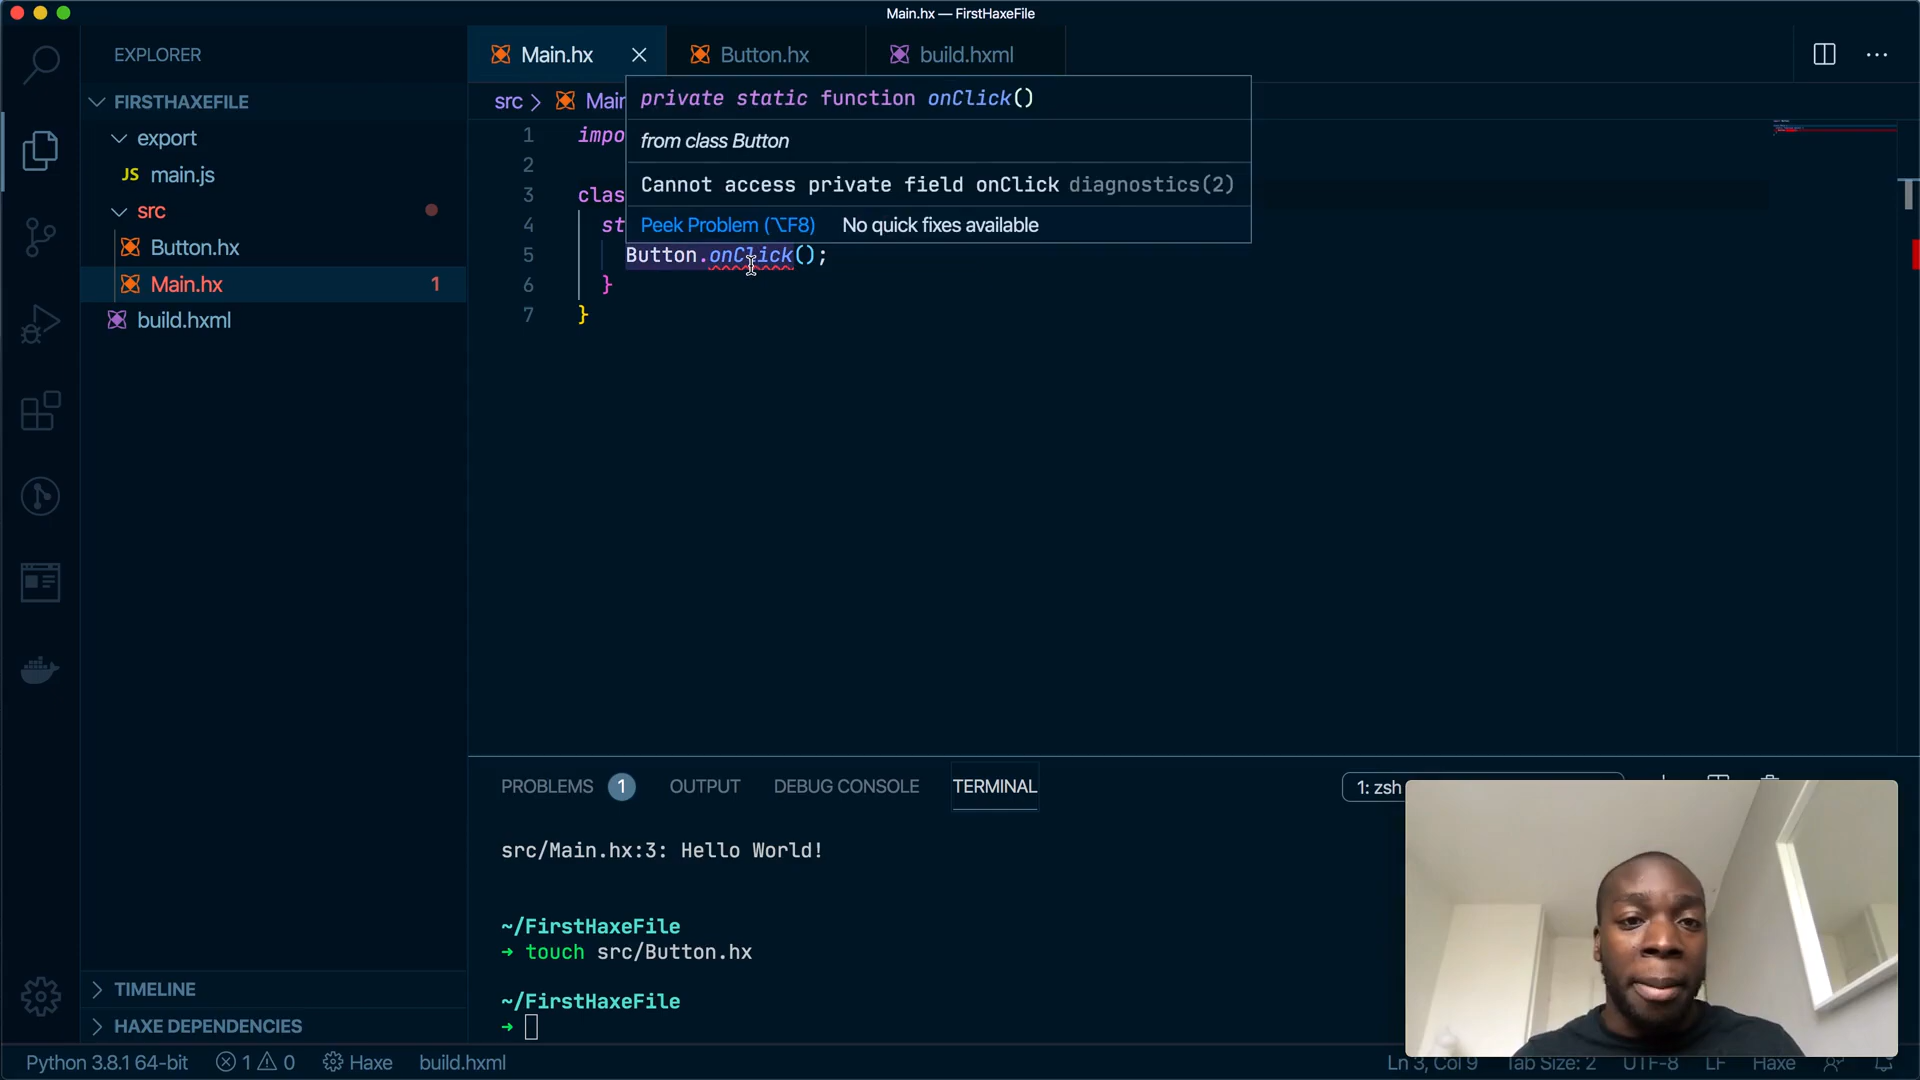 Main.hx — FirstHaxeFile
EXPLORER
FIRSTHAXEFILE
export
JS main.js
src
Button.hx
Main.hx 1
build.hxml
TIMELINE
HAXE DEPENDENCIES
Main.hx
Button.hx
build.hxml
src > Main
private static function onClick()
from class Button
Cannot access private field onClick diagnostics(2)
Peek Problem (⌥F8) No quick fixes available
1 impo
2
3 clas
4 st
5 Button.onClick();
6 }
7 }
PROBLEMS 1 OUTPUT DEBUG CONSOLE TERMINAL 1: zsh
src/Main.hx:3: Hello World!
~/FirstHaxeFile
→ touch src/Button.hx
~/FirstHaxeFile
→
Python 3.8.1 64-bit 1 0 Haxe build.hxml Ln 3, Col 9 Tab Size: 2 UTF-8 LF Haxe